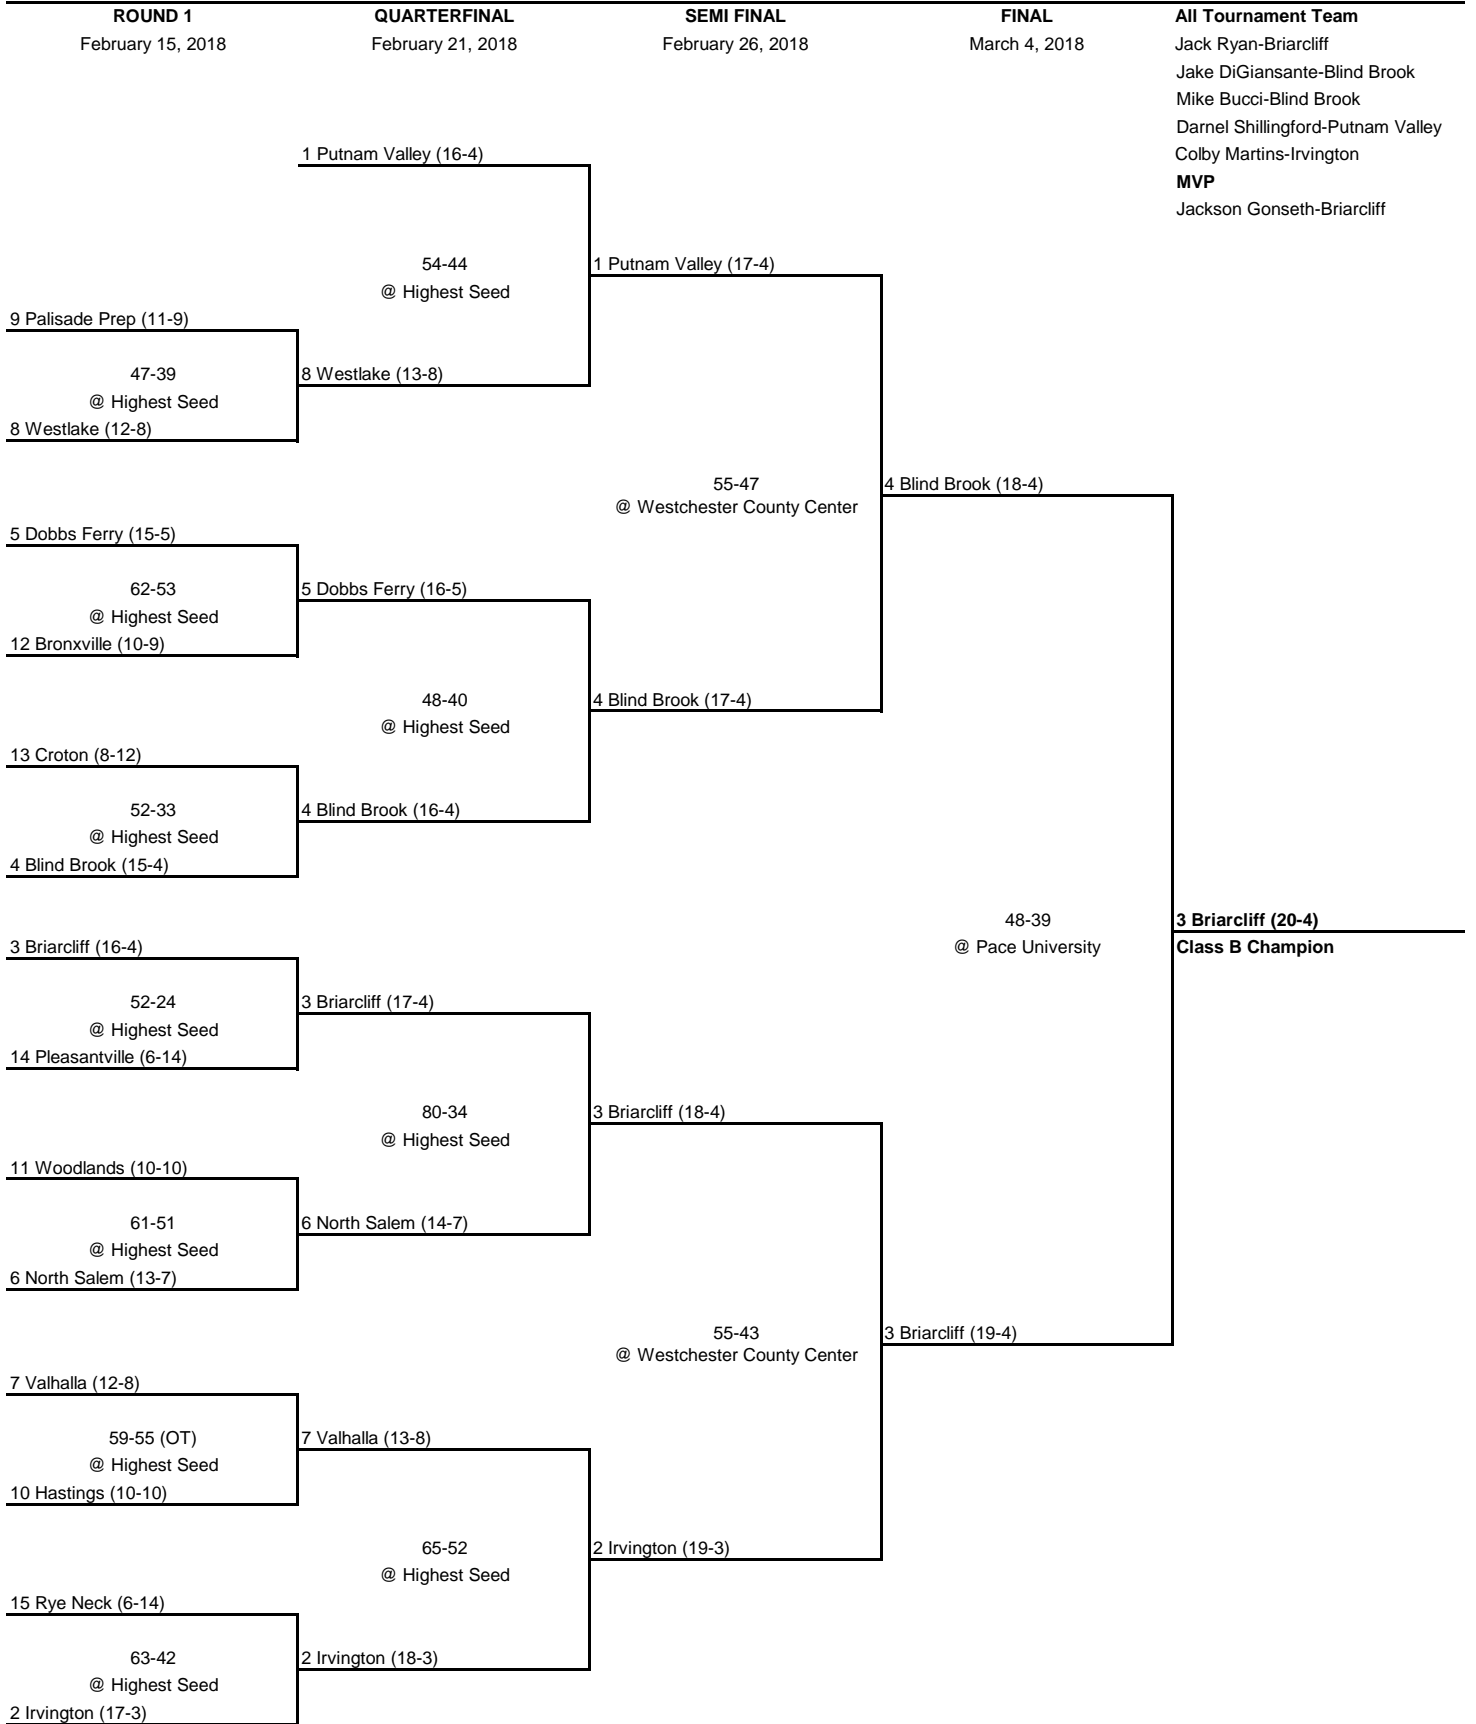 ROUND 1
February 15, 2018
QUARTERFINAL
February 21, 2018
SEMI FINAL
February 26, 2018
FINAL
March 4, 2018
All Tournament Team
Jack Ryan-Briarcliff
Jake DiGiansante-Blind Brook
Mike Bucci-Blind Brook
Darnel Shillingford-Putnam Valley
Colby Martins-Irvington
MVP
Jackson Gonseth-Briarcliff
9 Palisade Prep (11-9)
47-39
@ Highest Seed
8 Westlake (12-8)
5 Dobbs Ferry (15-5)
62-53
@ Highest Seed
12 Bronxville (10-9)
13 Croton (8-12)
52-33
@ Highest Seed
4 Blind Brook (15-4)
3 Briarcliff (16-4)
52-24
@ Highest Seed
14 Pleasantville (6-14)
11 Woodlands (10-10)
61-51
@ Highest Seed
6 North Salem (13-7)
7 Valhalla (12-8)
59-55 (OT)
@ Highest Seed
10 Hastings (10-10)
15 Rye Neck (6-14)
63-42
@ Highest Seed
2 Irvington (17-3)
1 Putnam Valley (16-4)
54-44
@ Highest Seed
8 Westlake (13-8)
5 Dobbs Ferry (16-5)
48-40
@ Highest Seed
4 Blind Brook (16-4)
3 Briarcliff (17-4)
80-34
@ Highest Seed
6 North Salem (14-7)
7 Valhalla (13-8)
65-52
@ Highest Seed
2 Irvington (18-3)
1 Putnam Valley (17-4)
55-47
@ Westchester County Center
4 Blind Brook (17-4)
3 Briarcliff (18-4)
55-43
@ Westchester County Center
2 Irvington (19-3)
4 Blind Brook (18-4)
48-39
@ Pace University
3 Briarcliff (19-4)
3 Briarcliff (20-4)
Class B Champion